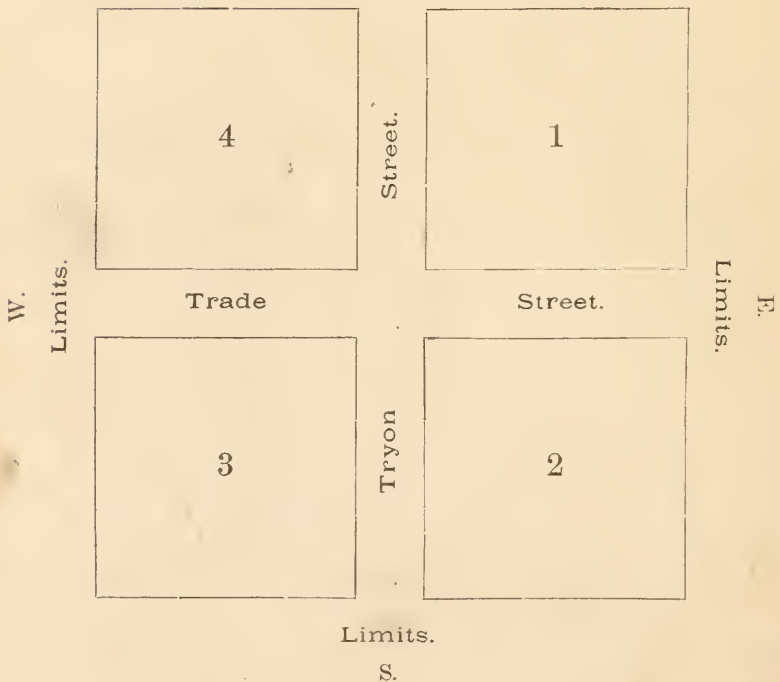 4
1
Street.
W.
Limits.
Trade
Street.
Limits.
E.
3
Tryon
2
Limits.
S.